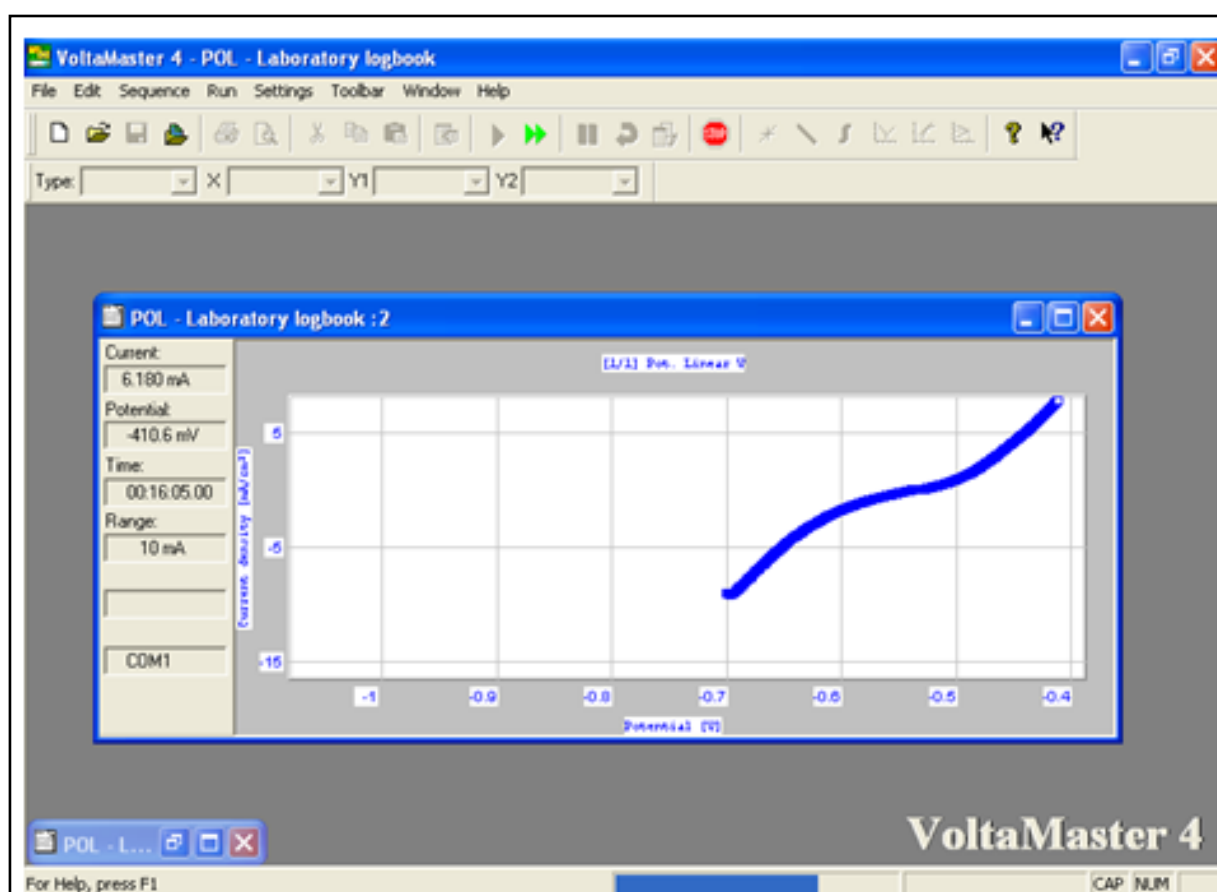 VoltaMaster 4 - POL - Laboratory logbook
File Edit Sequence Run Settings Toolbar Window Help
STOP
Type: X Y1 Y2
POL - Laboratory logbook :2
Current:
6.180 mA
Potential:
-410.6 mV
Time:
00:16:05.00
Range:
10 mA
COM1
[1/1] Pot. Linear V
Current density [mA/cm²]
5
-5
-15
-1 -0.9 -0.8 -0.7 -0.6 -0.5 -0.4
Potential [V]
POL - L...
VoltaMaster 4
For Help, press F1
CAP NUM